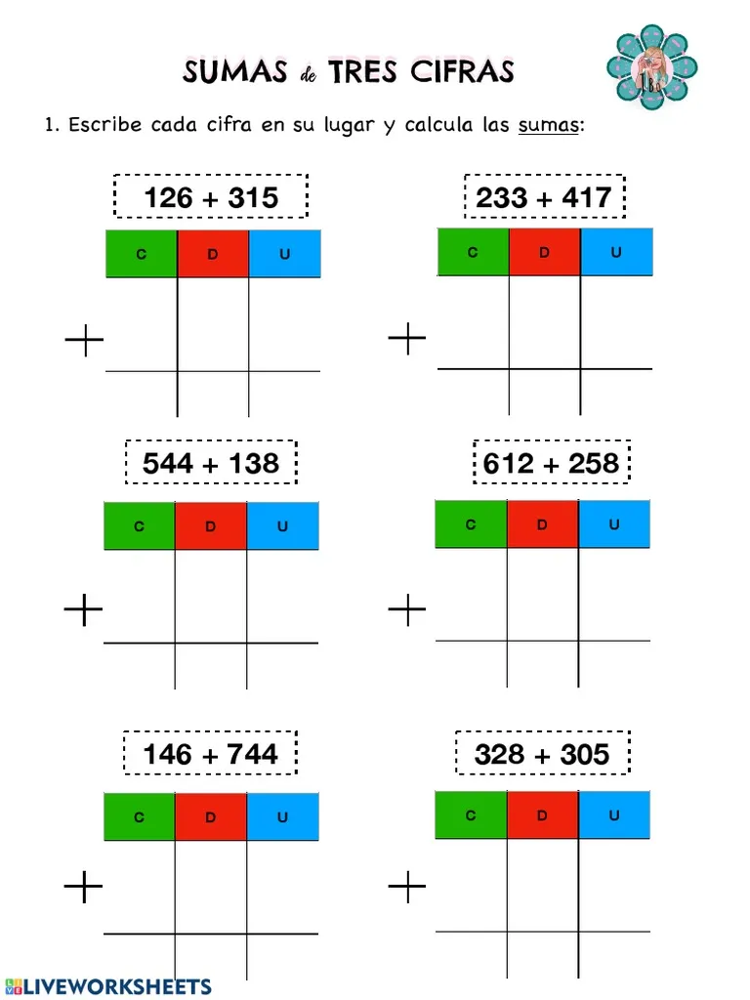 SUMAS de TRES CIFRAS
1. Escribe cada cifra en su lugar y calcula las sumas:
126 + 315
C D U
+
233 + 417
C D U
+
544 + 138
C D U
+
612 + 258
C D U
+
146 + 744
C D U
+
328 + 305
C D U
+
LIVEWORKSHEETS